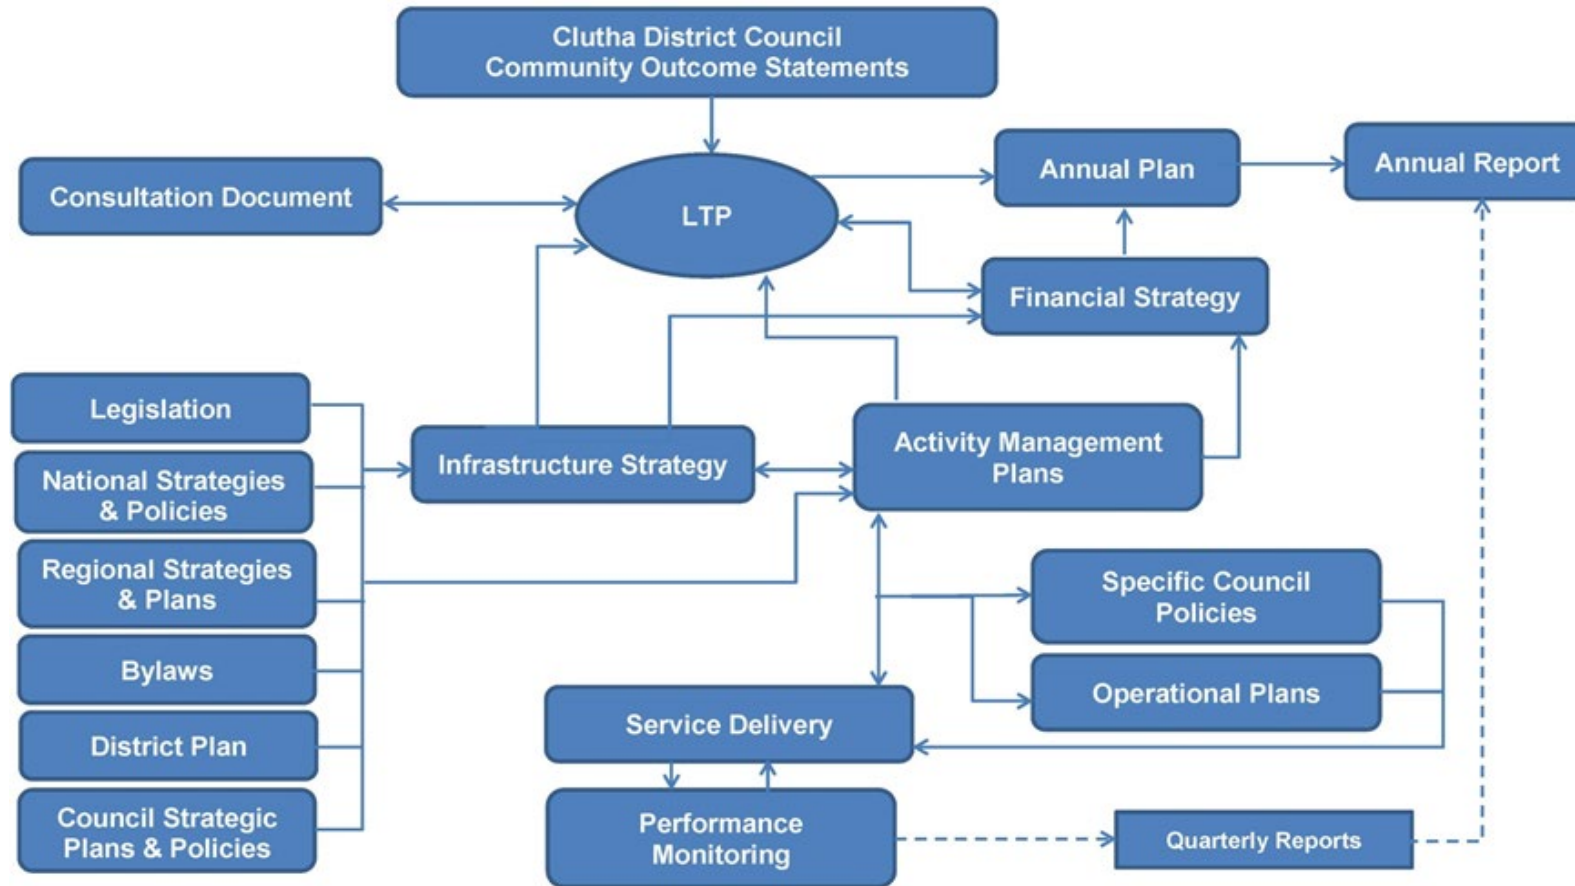 Clutha District Council
Community Outcome Statements
Annual Plan
Annual Report
Consultation Document
LTP
Financial Strategy
Legislation
Infrastructure Strategy
Activity Management
Plans
National Strategies
& Policies
Regional Strategies
& Plans
Specific Council
Policies
Bylaws
Operational Plans
Service Delivery
District Plan
Council Strategic
Plans & Policies
Performance
Monitoring
Quarterly Reports